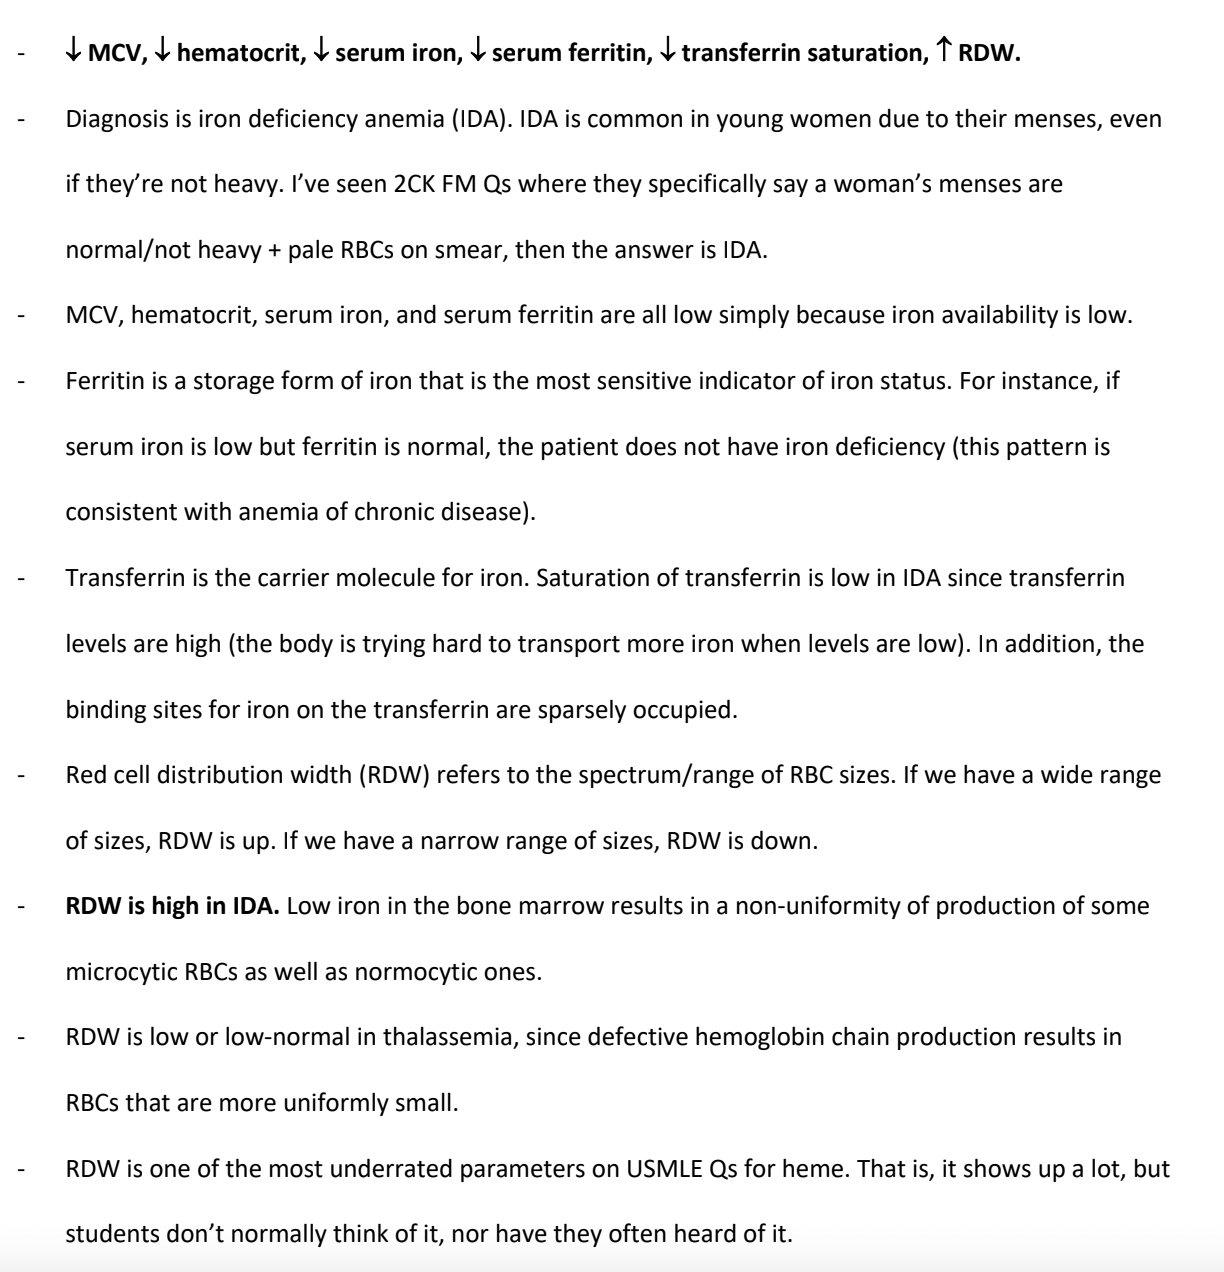 - ↓ MCV, ↓ hematocrit, ↓ serum iron, ↓ serum ferritin, ↓ transferrin saturation, ↑ RDW.
- Diagnosis is iron deficiency anemia (IDA). IDA is common in young women due to their menses, even
if they’re not heavy. I’ve seen 2CK FM Qs where they specifically say a woman’s menses are
normal/not heavy + pale RBCs on smear, then the answer is IDA.
- MCV, hematocrit, serum iron, and serum ferritin are all low simply because iron availability is low.
- Ferritin is a storage form of iron that is the most sensitive indicator of iron status. For instance, if
serum iron is low but ferritin is normal, the patient does not have iron deficiency (this pattern is
consistent with anemia of chronic disease).
- Transferrin is the carrier molecule for iron. Saturation of transferrin is low in IDA since transferrin
levels are high (the body is trying hard to transport more iron when levels are low). In addition, the
binding sites for iron on the transferrin are sparsely occupied.
- Red cell distribution width (RDW) refers to the spectrum/range of RBC sizes. If we have a wide range
of sizes, RDW is up. If we have a narrow range of sizes, RDW is down.
- RDW is high in IDA. Low iron in the bone marrow results in a non-uniformity of production of some
microcytic RBCs as well as normocytic ones.
- RDW is low or low-normal in thalassemia, since defective hemoglobin chain production results in
RBCs that are more uniformly small.
- RDW is one of the most underrated parameters on USMLE Qs for heme. That is, it shows up a lot, but
students don’t normally think of it, nor have they often heard of it.